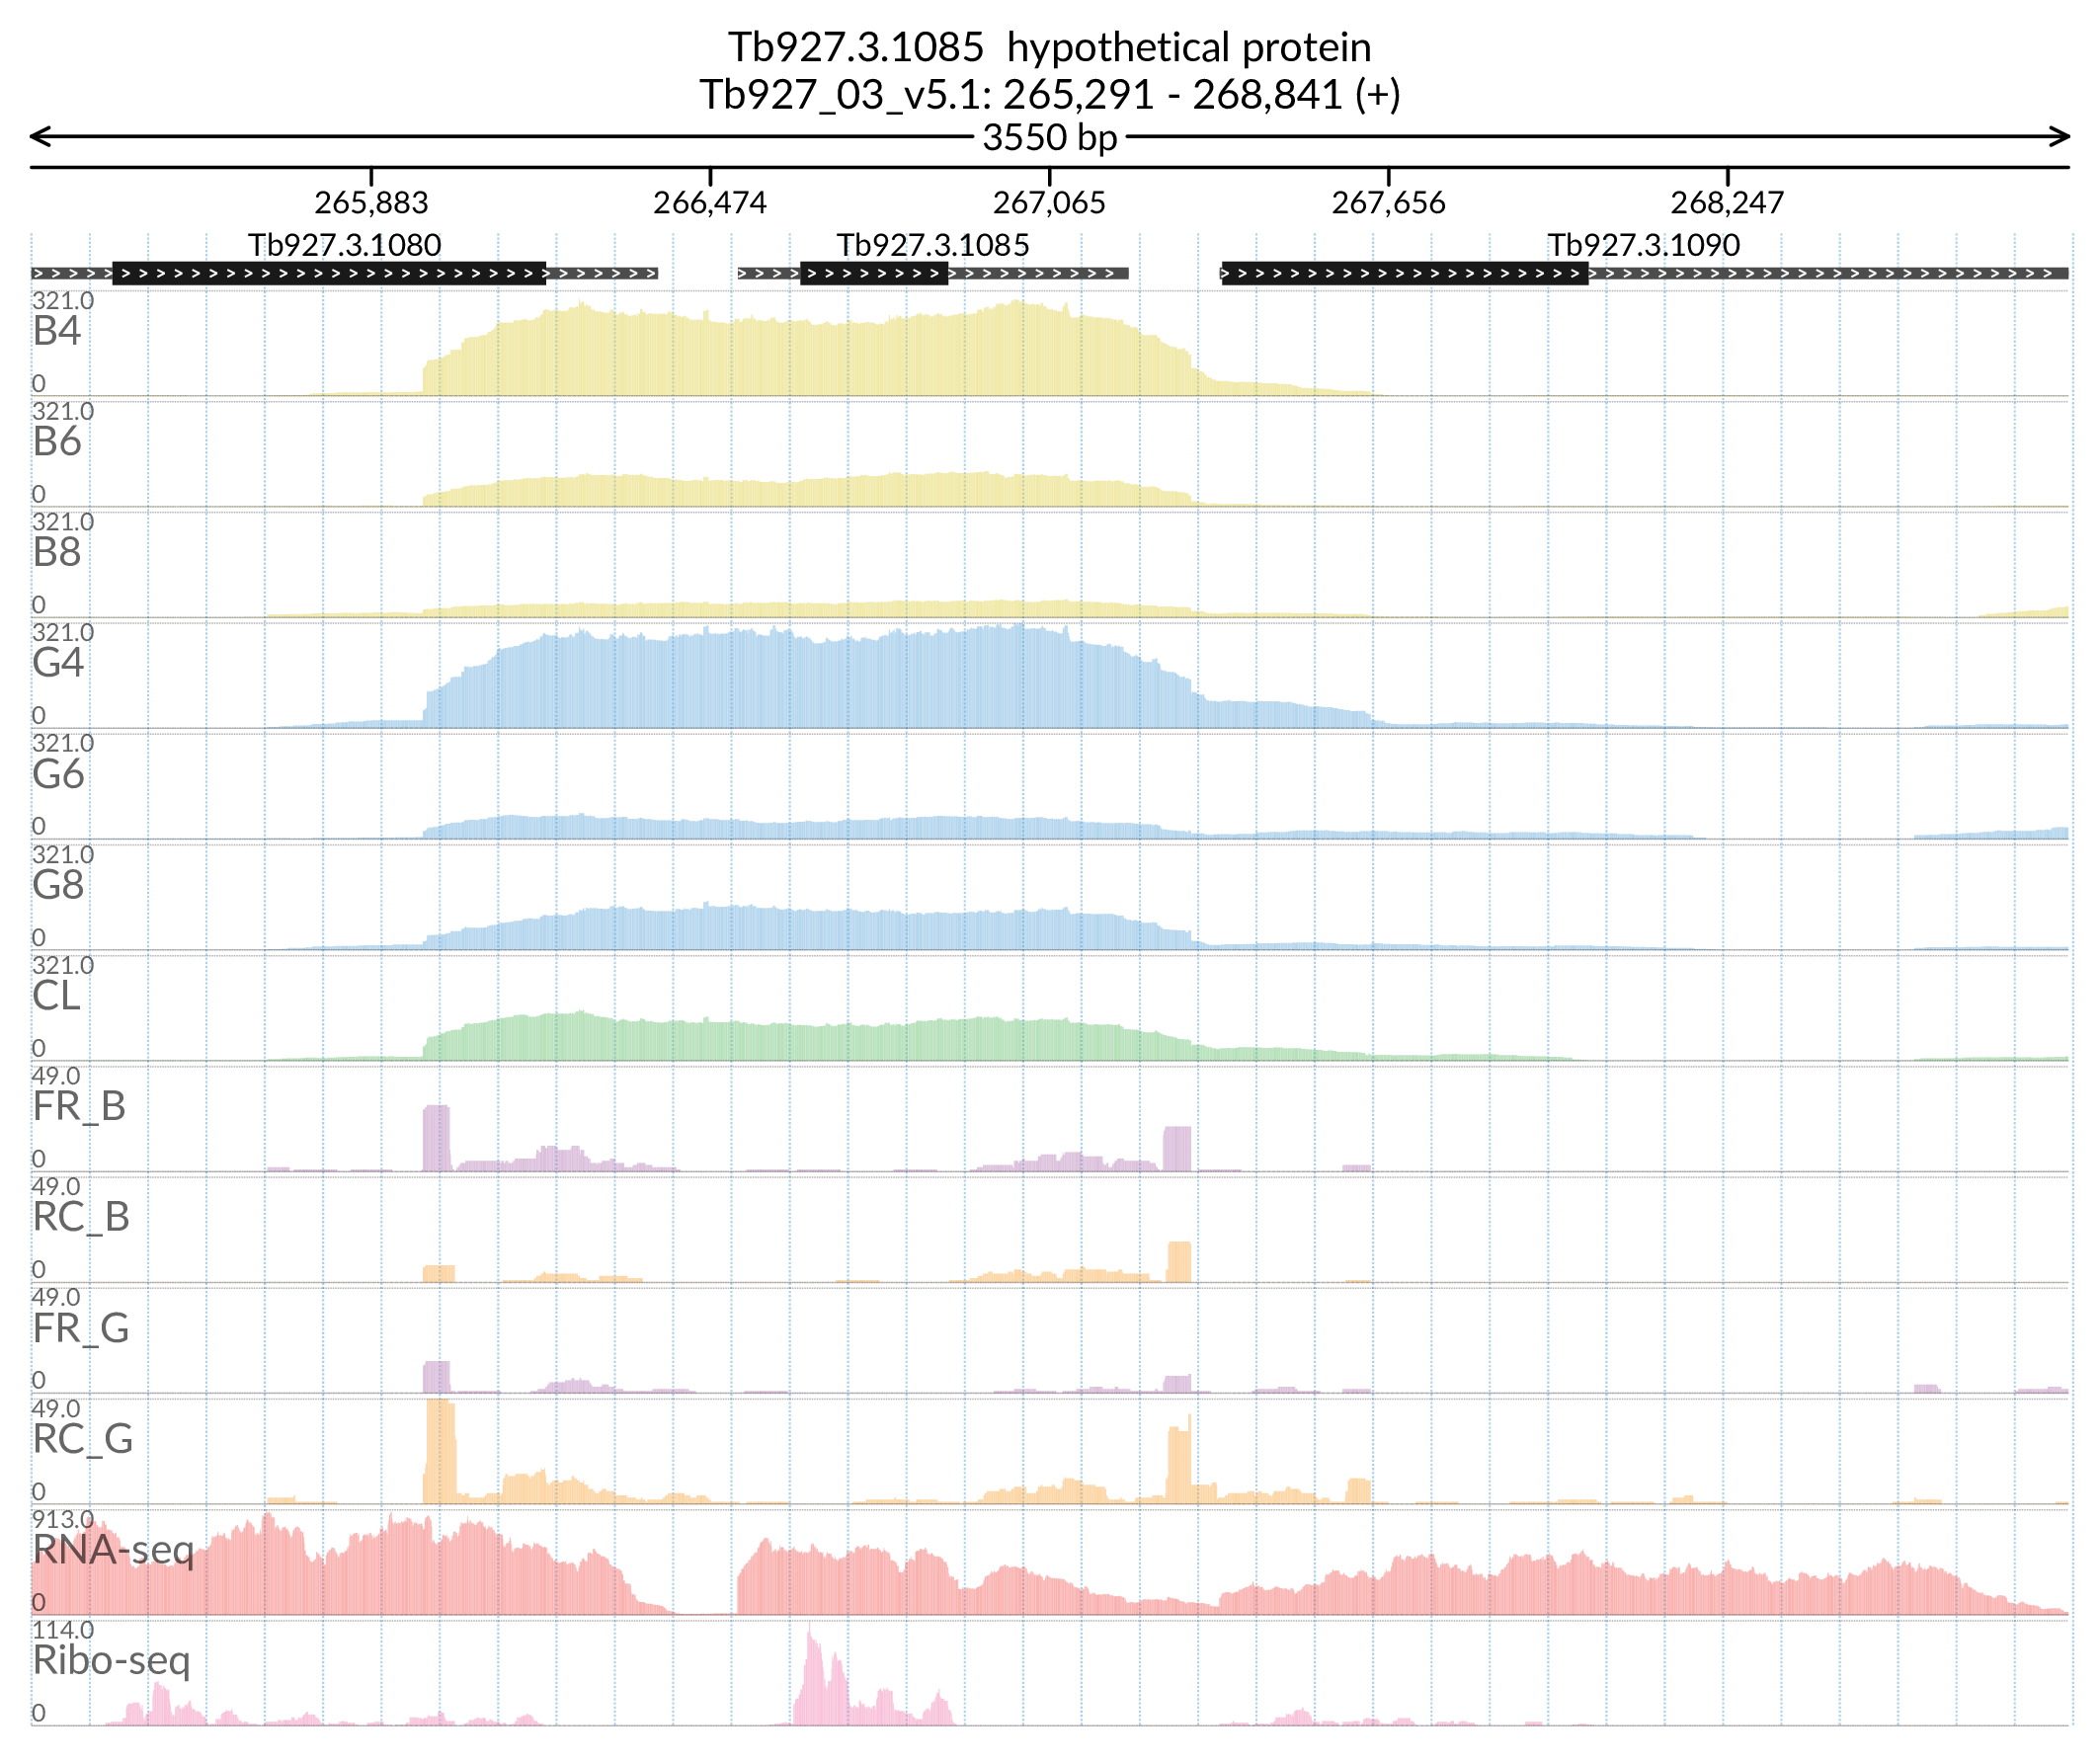 Tb927.3.1085  hypothetical protein
Tb927_03_v5.1: 265,291 - 268,841 (+)
3550 bp
265,883 266,474 267,065 267,656 268,247
Tb927.3.1080 Tb927.3.1085 Tb927.3.1090
321.0
B4
0
321.0
B6
0
321.0
B8
0
321.0
G4
0
321.0
G6
0
321.0
G8
0
321.0
CL
0
49.0
FR_B
0
49.0
RC_B
0
49.0
FR_G
0
49.0
RC_G
0
913.0
RNA-seq
0
114.0
Ribo-seq
0